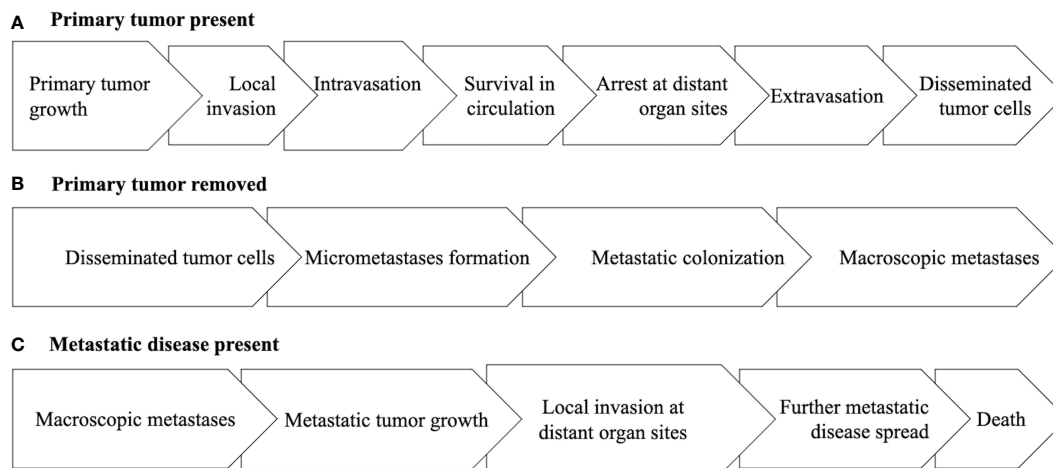 A Primary tumor present
Primary tumor
growth
Local
invasion
Intravasation
Survival in
circulation
Arrest at distant
organ sites
Extravasation
Disseminated
tumor cells
B Primary tumor removed
Disseminated tumor cells
Micrometastases formation
Metastatic colonization
Macroscopic metastases
C Metastatic disease present
Macroscopic metastases
Metastatic tumor growth
Local invasion at
distant organ sites
Further metastatic
disease spread
Death